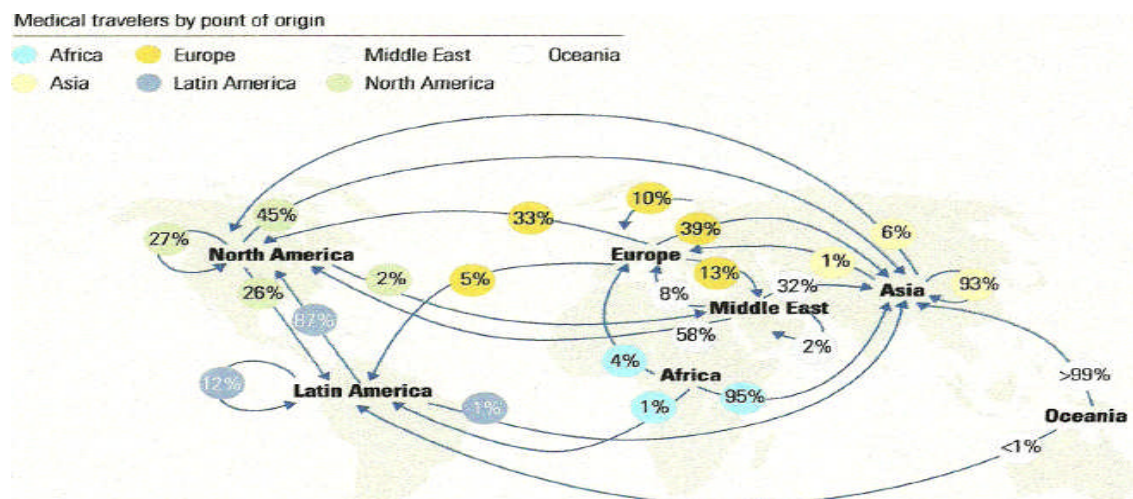 Medical travelers by point of origin
Africa Europe Middle East Oceania
Asia Latin America North America
45% 33% 10% 39% 6%
27% North America Europe 1%
2% 5% 13% 32% Asia 93%
26% 8% Middle East
87% 58% 2%
4% Africa >99%
12% Latin America 1% 95%
1% Oceania
<1%